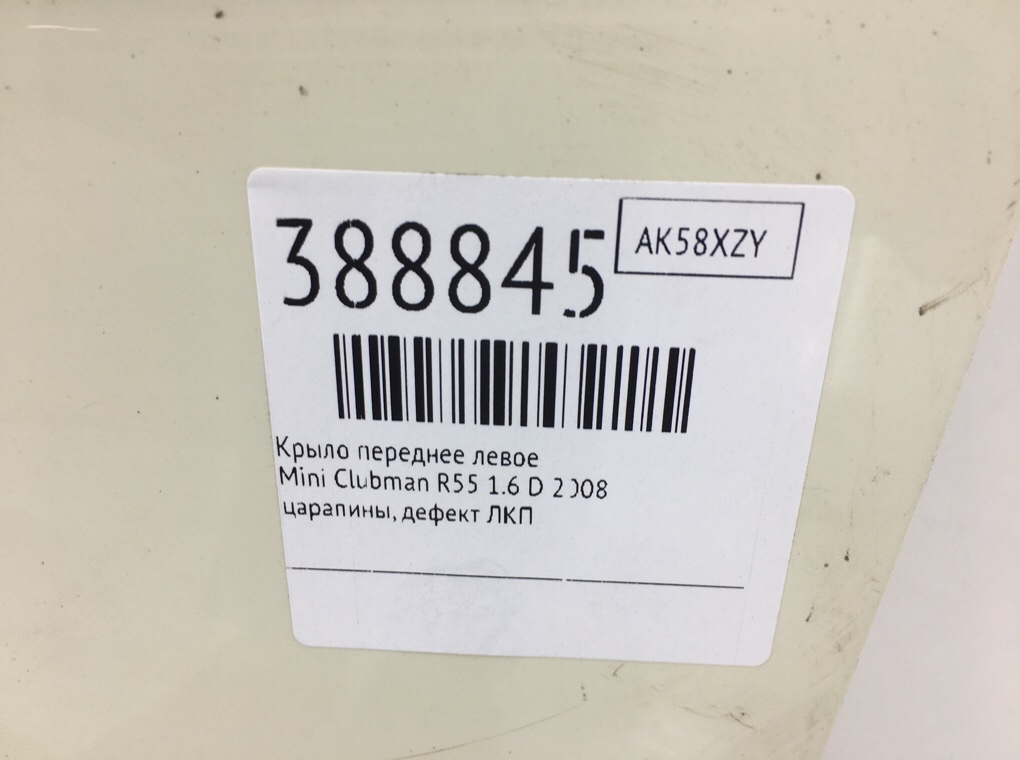 388845
AK58XZY
Крыло переднее левое
Mini Clubman R55 1.6 D 2008
царапины, дефект ЛКП